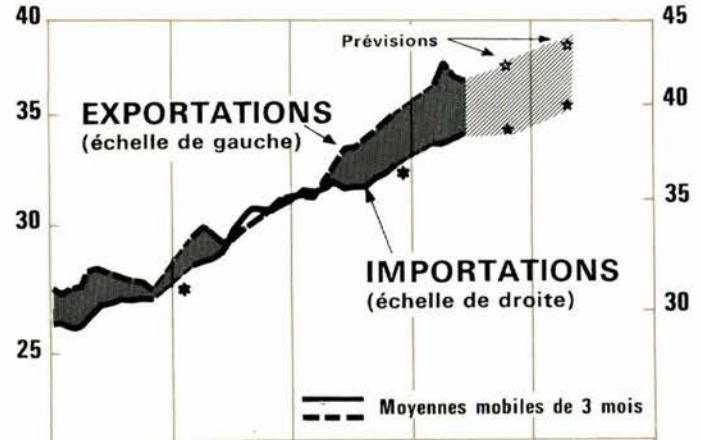 40
45
Prévisions
EXPORTATIONS
(échelle de gauche)
35
40
30
35
IMPORTATIONS
(échelle de droite)
30
25
Moyennes mobiles de 3 mois